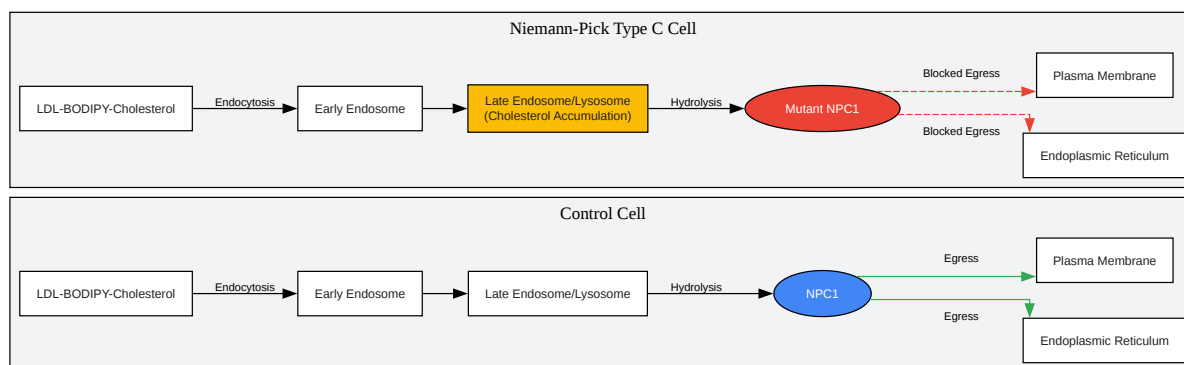 Niemann-Pick Type C Cell
LDL-BODIPY-Cholesterol
Endocytosis
Early Endosome
Late Endosome/Lysosome
(Cholesterol Accumulation)
Hydrolysis
Mutant NPC1
Blocked Egress
Plasma Membrane
Blocked Egress
Endoplasmic Reticulum
Control Cell
LDL-BODIPY-Cholesterol
Endocytosis
Early Endosome
Late Endosome/Lysosome
Hydrolysis
NPC1
Egress
Plasma Membrane
Egress
Endoplasmic Reticulum